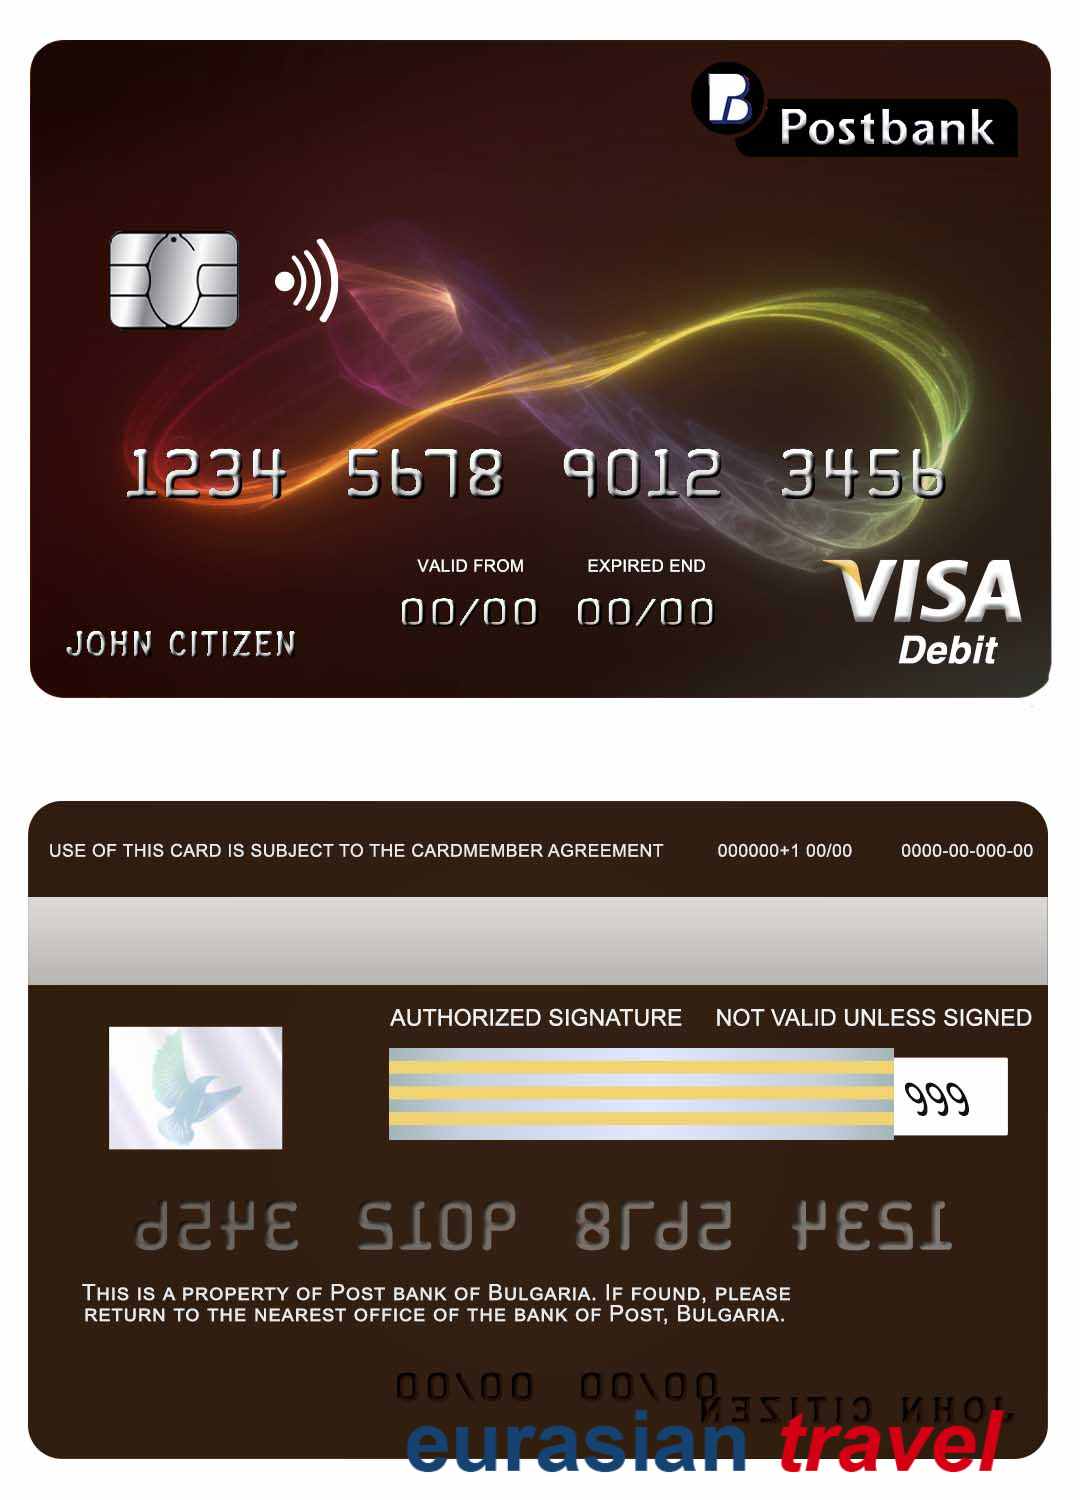 B Postbank
1234 5678 9012 3456
VALID FROM EXPIRED END
00/00 00/00
JOHN CITIZEN
VISA
Debit
USE OF THIS CARD IS SUBJECT TO THE CARDMEMBER AGREEMENT 000000+1 00/00 0000-00-000-00
AUTHORIZED SIGNATURE NOT VALID UNLESS SIGNED
999
1234 5678 9012 3456
THIS IS A PROPERTY OF POST BANK OF BULGARIA. IF FOUND, PLEASE
RETURN TO THE NEAREST OFFICE OF THE BANK OF POST, BULGARIA.
00/00 00/00
JOHN CITIZEN
eurasian travel